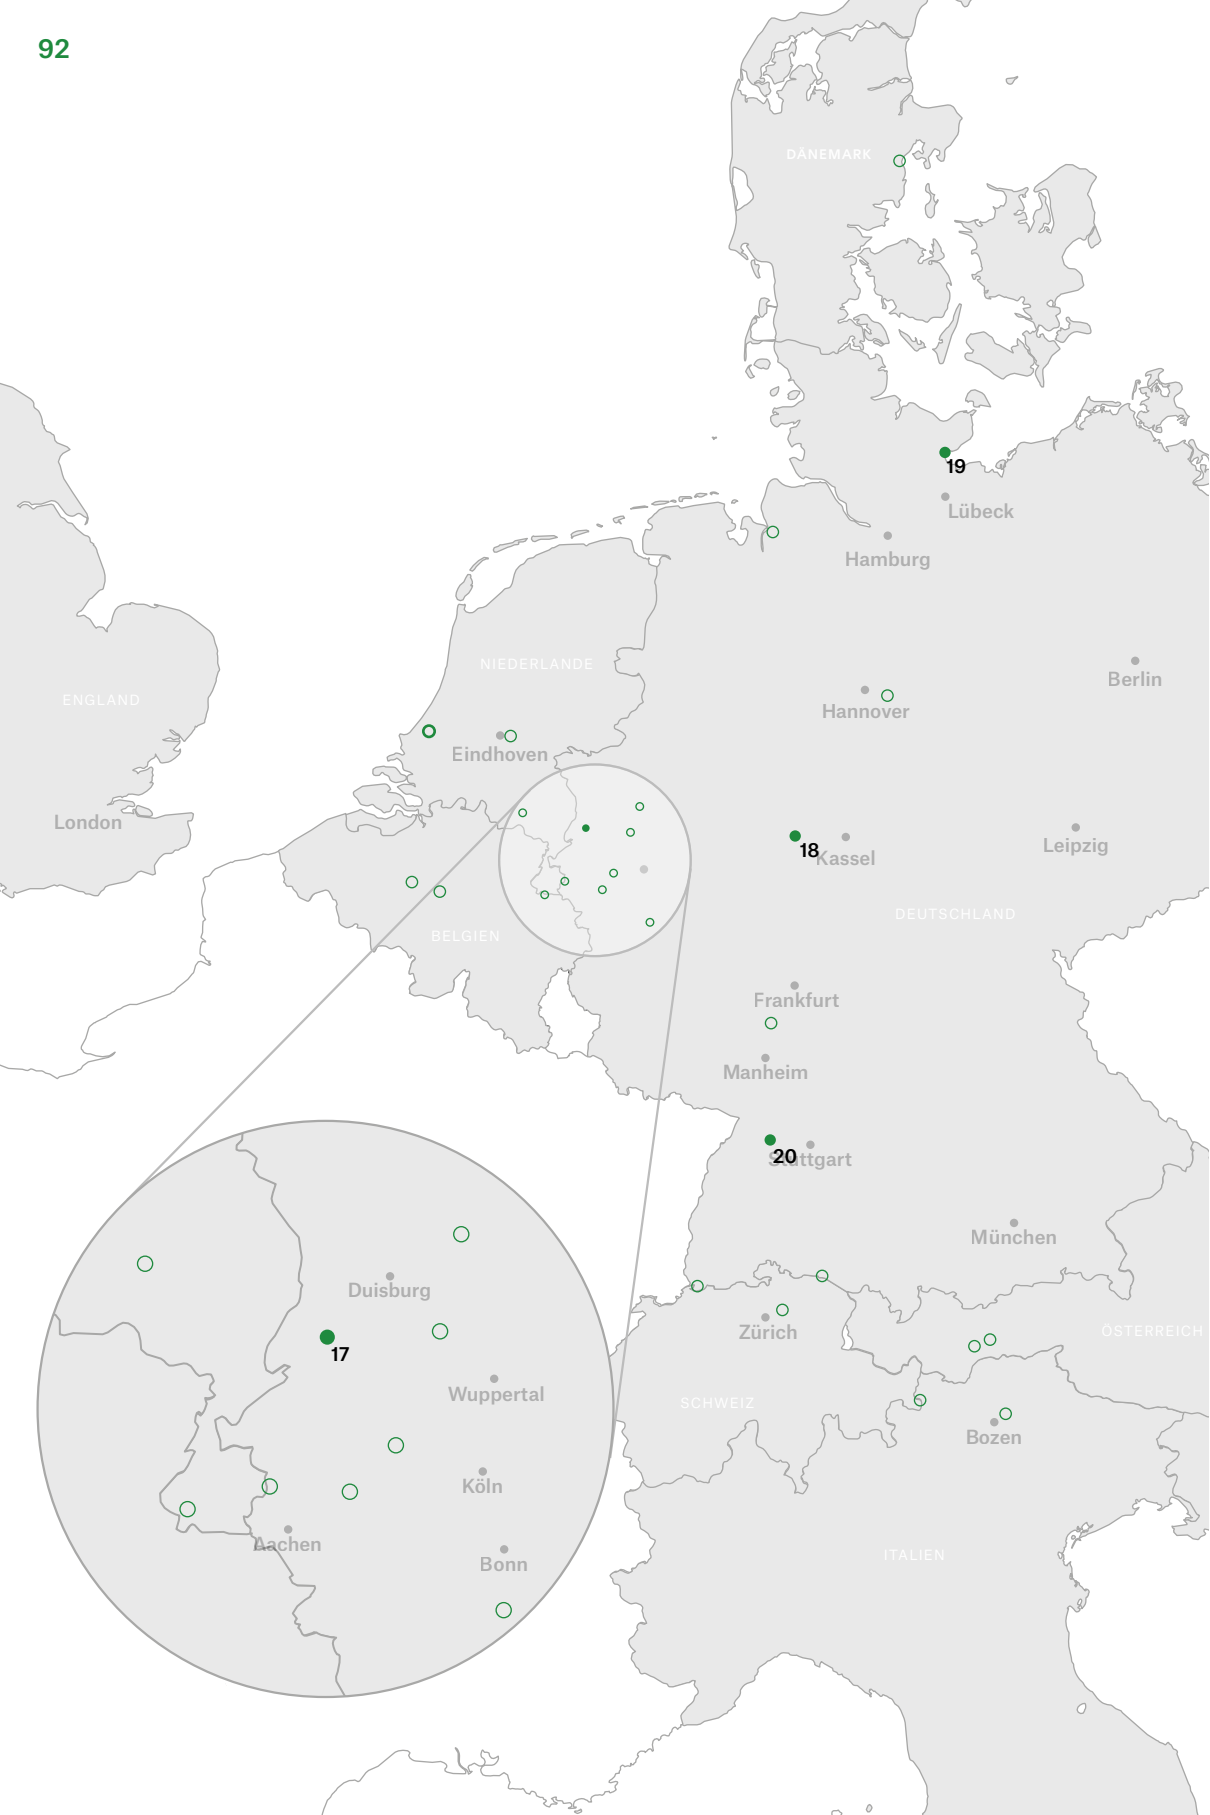 92
DÄNEMARK
19
Lübeck
Hamburg
NIEDERLANDE
Berlin
ENGLAND
Hannover
Eindhoven
London
Leipzig
18
Kassel
DEUTSCHLAND
BELGIEN
Frankfurt
Manheim
20
Stuttgart
München
Duisburg
ÖSTERREICH
Zürich
17
Wuppertal
SCHWEIZ
Bozen
Köln
Aachen
ITALIEN
Bonn